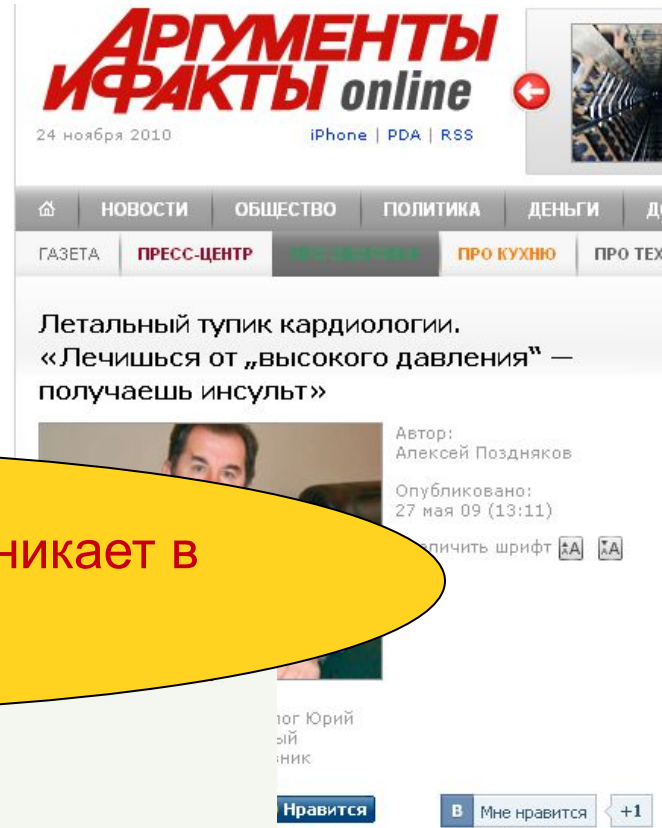 АРГУМЕНТЫ
И ФАКТЫ online
24 ноября 2010 iPhone | PDA | RSS
НОВОСТИ ОБЩЕСТВО ПОЛИТИКА ДЕНЬГИ
ГАЗЕТА ПРЕСС-ЦЕНТР ПРО КУХНЮ ПРО ТЕХ
Летальный тупик кардиологии.
«Лечишься от „высокого давления“ —
получаешь инсульт»
Автор:
Алексей Поздняков
Опубликовано:
27 мая 09 (13:11)
никает в
личить шрифт
лог Юрий
ый
ник
Нравится В Мне нравится +1